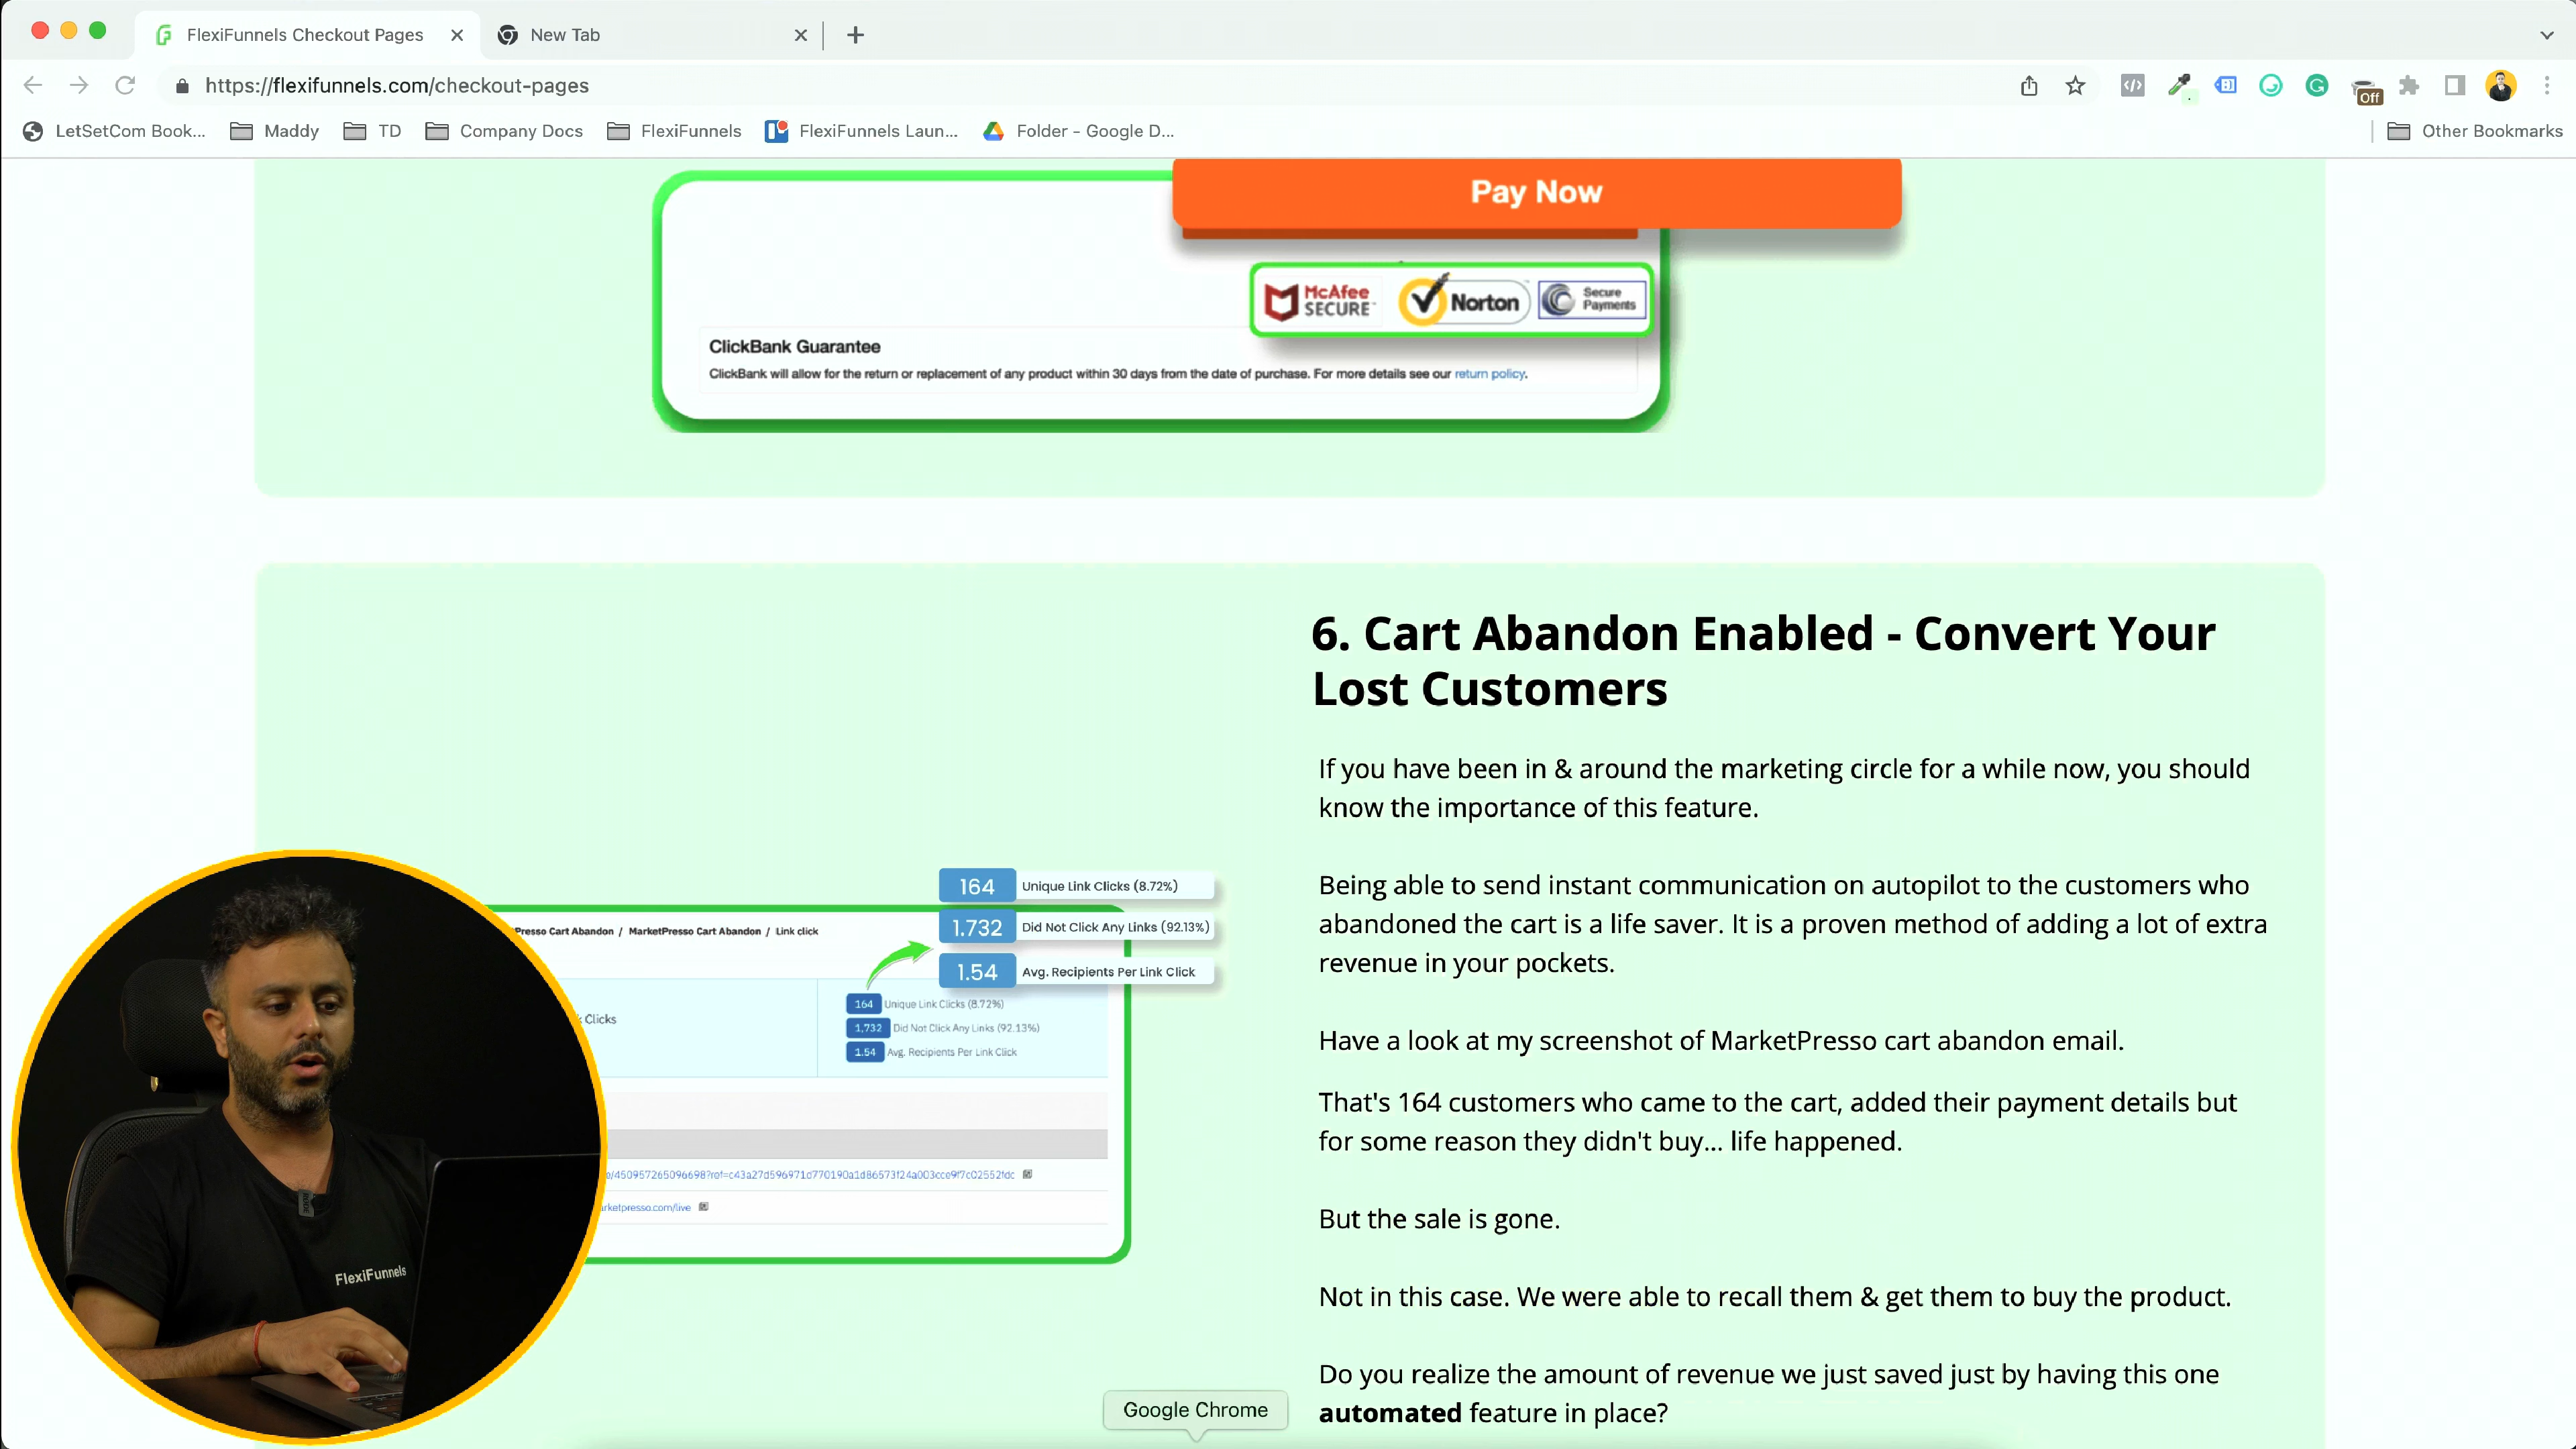 FlexiFunnels Checkout Pages
New Tab
https://flexifunnels.com/checkout-pages
Off
LetSetCom Book...
Maddy
TD
Company Docs
FlexiFunnels
FlexiFunnels Laun...
Folder - Google D...
Other Bookmarks
Pay Now
McAfee
SECURE
Norton
Secure
Payments
ClickBank Guarantee
ClickBank will allow for the return or replacement of any product within 30 days from the date of purchase. For more details see our return policy.
6. Cart Abandon Enabled - Convert Your
Lost Customers
If you have been in & around the marketing circle for a while now, you should
know the importance of this feature.
Being able to send instant communication on autopilot to the customers who
abandoned the cart is a life saver. It is a proven method of adding a lot of extra
revenue in your pockets.
Have a look at my screenshot of MarketPresso cart abandon email.
That's 164 customers who came to the cart, added their payment details but
for some reason they didn't buy... life happened.
But the sale is gone.
Not in this case. We were able to recall them & get them to buy the product.
Do you realize the amount of revenue we just saved just by having this one
automated feature in place?
164 Unique Link Clicks (8.72%)
1.732 Did Not Click Any Links (92.13%)
1.54 Avg. Recipients Per Link Click
Presso Cart Abandon / MarketPresso Cart Abandon / Link click
Clicks
164 Unique Link Clicks (8.72%)
1,732 Did Not Click Any Links (92.13%)
1.54 Avg. Recipients Per Link Click
rketpresso.com/live
FlexiFunnels
Google Chrome